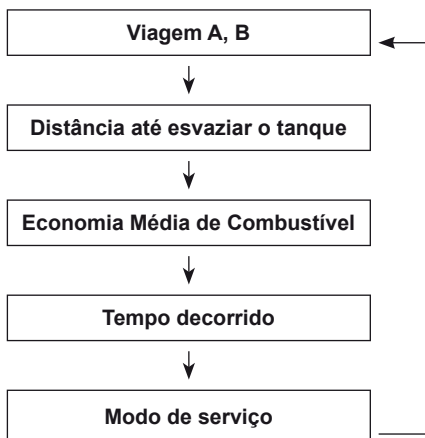 Viagem A, B
Distância até esvaziar o tanque
Economia Média de Combustível
Tempo decorrido
Modo de serviço